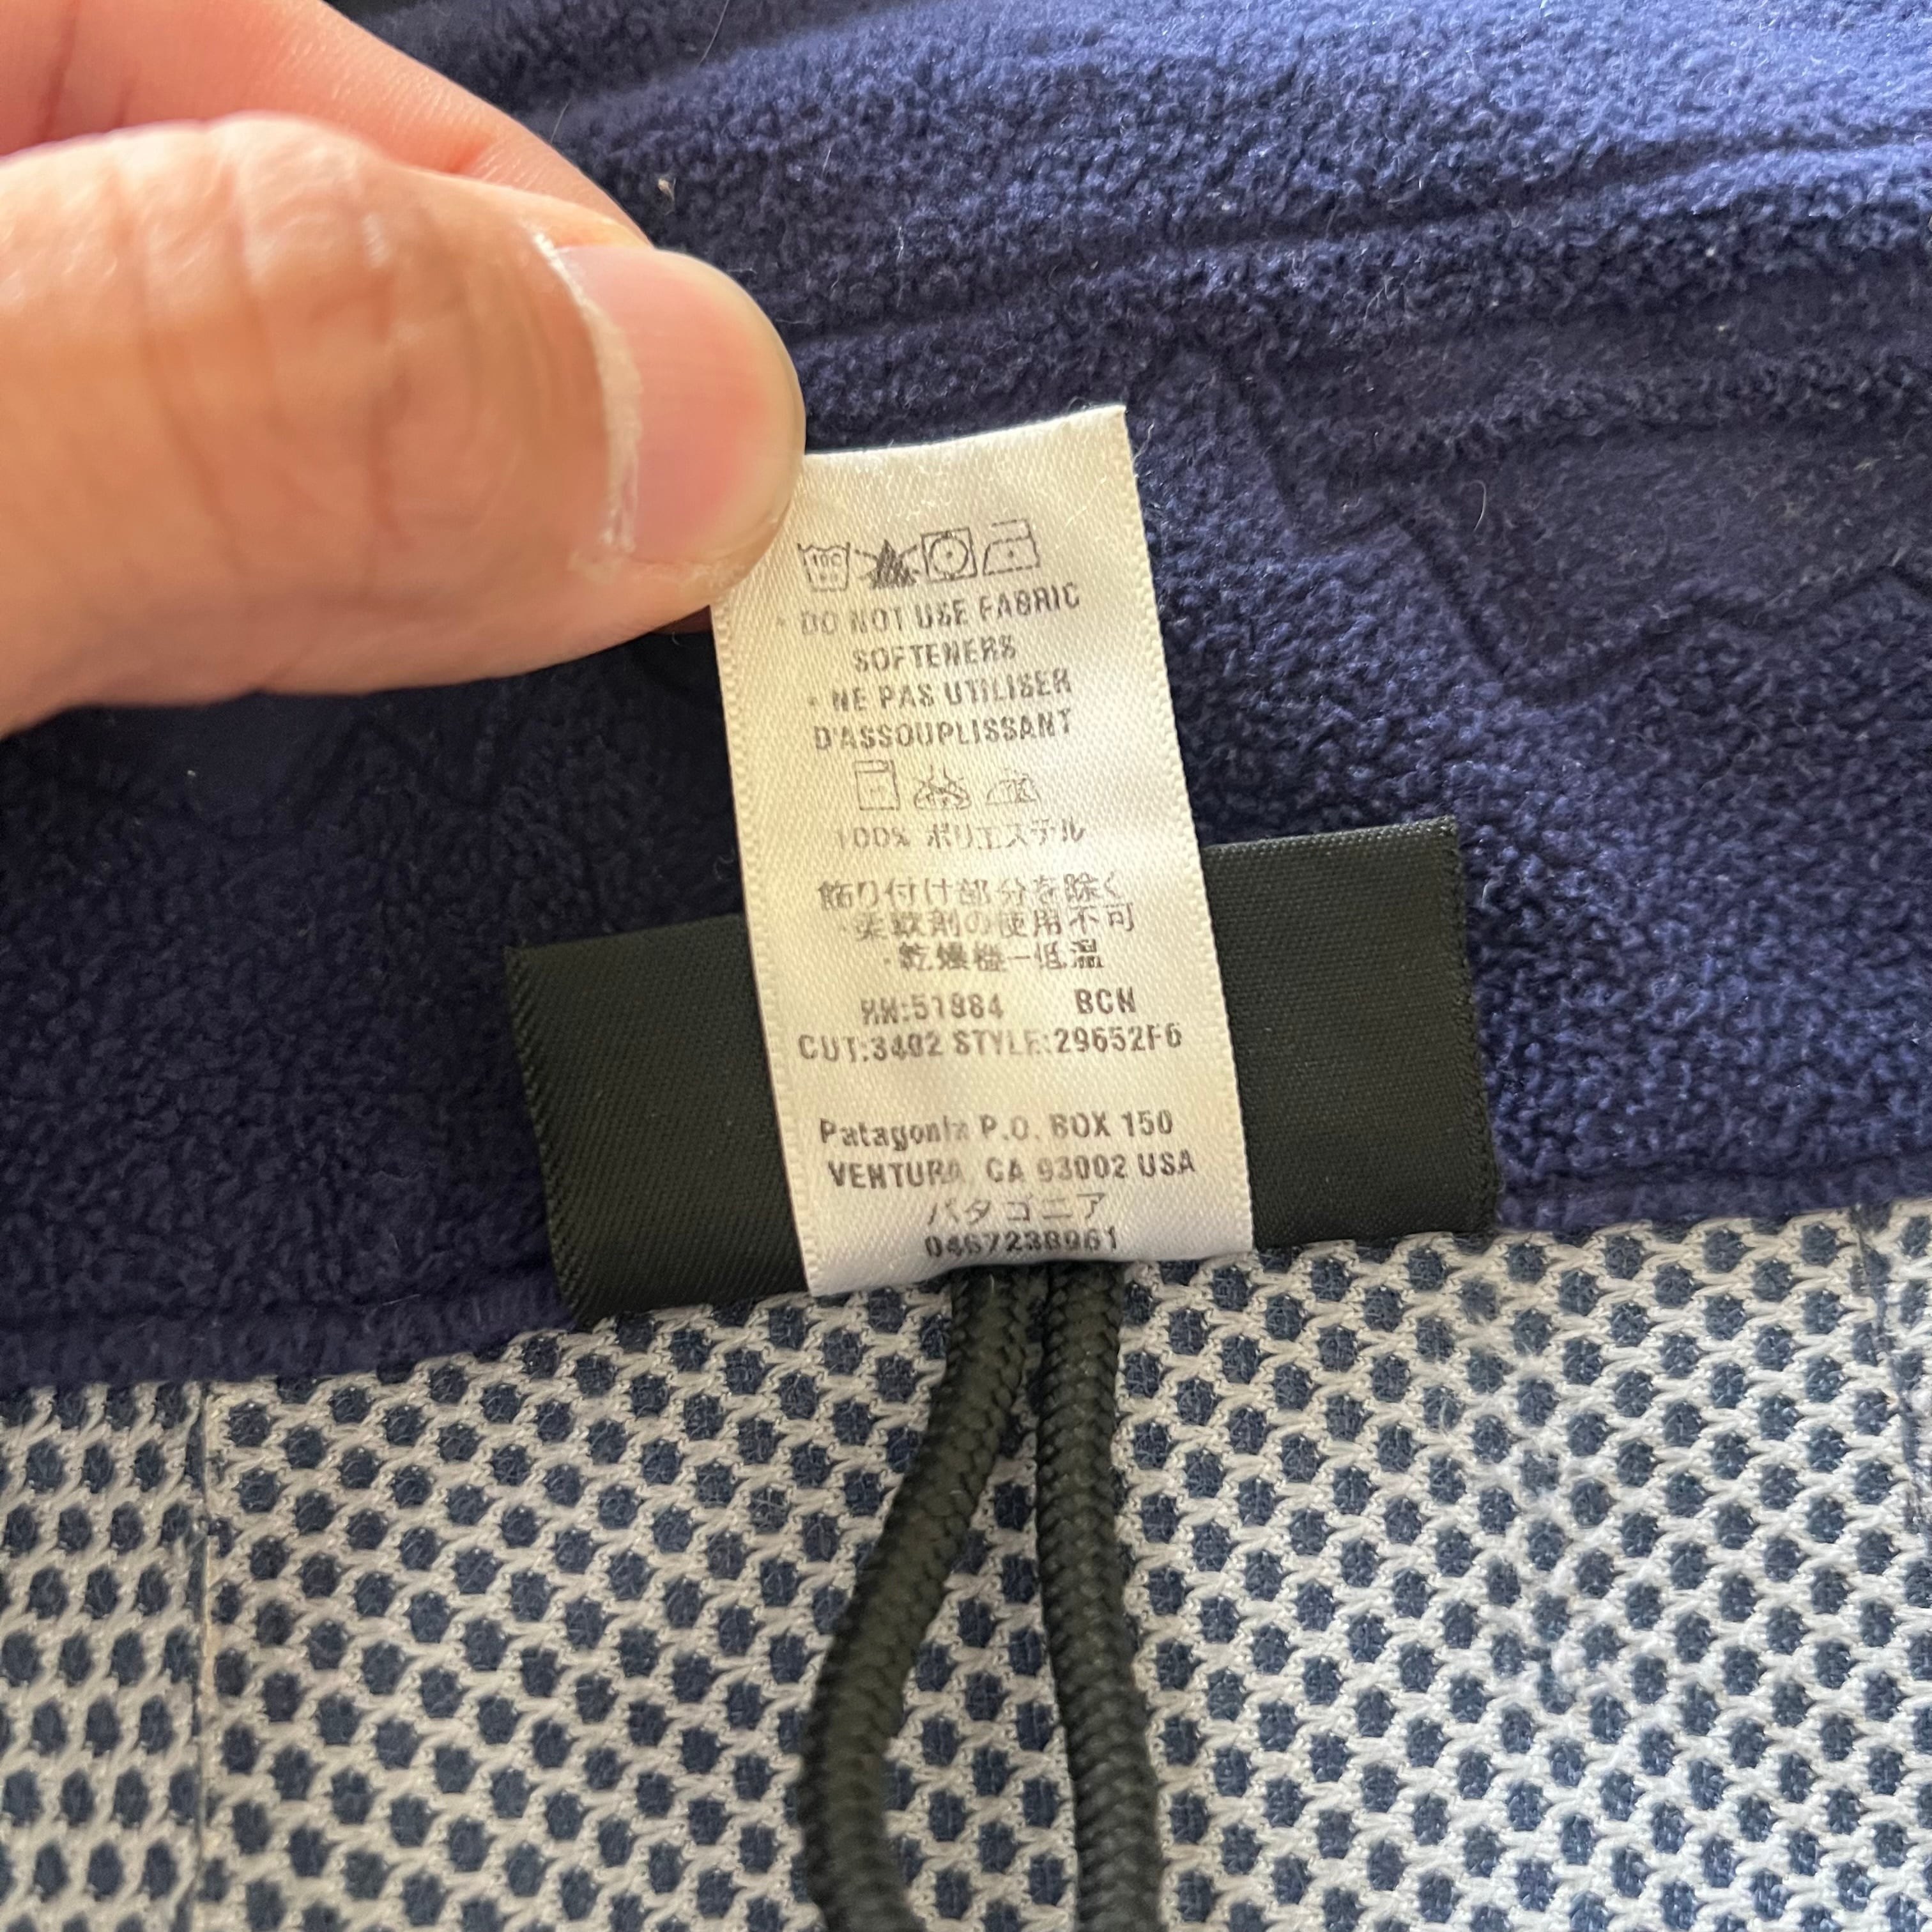 · DO NOT USE FABRIC
SOFTENERS
· NE PAS UTILISER
D'ASSOUPLISSANT
100% ポリエステル
飾り付け部分を除く
·柔軟剤の使用不可
·乾燥機ー低温
RN:51884 BCN
CUT:3402 STYLE:29652F6
Patagonia P.O. BOX 150
VENTURA, CA 93002 USA
パタゴニア
0467238961